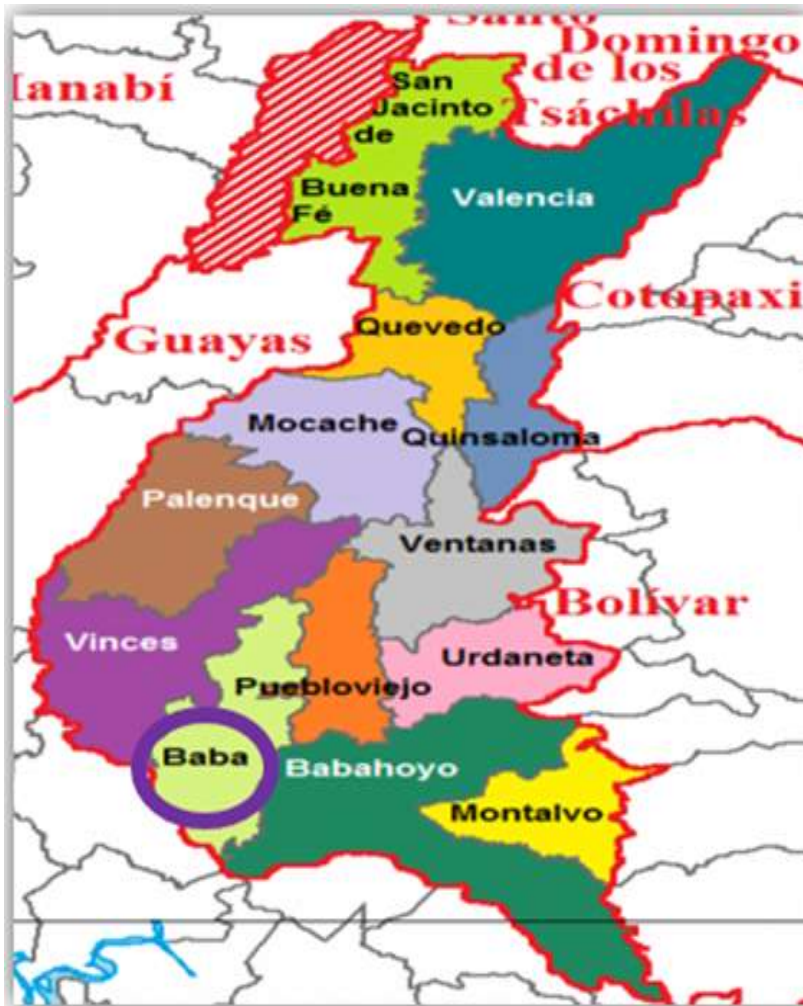 Santo
Domingo
de los
Tsáchilas
Manabí
San
Jacinto
de
Buena
Fé
Valencia
Cotopaxi
Quevedo
Guayas
Mocache
Quinsaloma
Palenque
Ventanas
Bolívar
Vinces
Urdaneta
Puebloviejo
Baba
Babahoyo
Montalvo